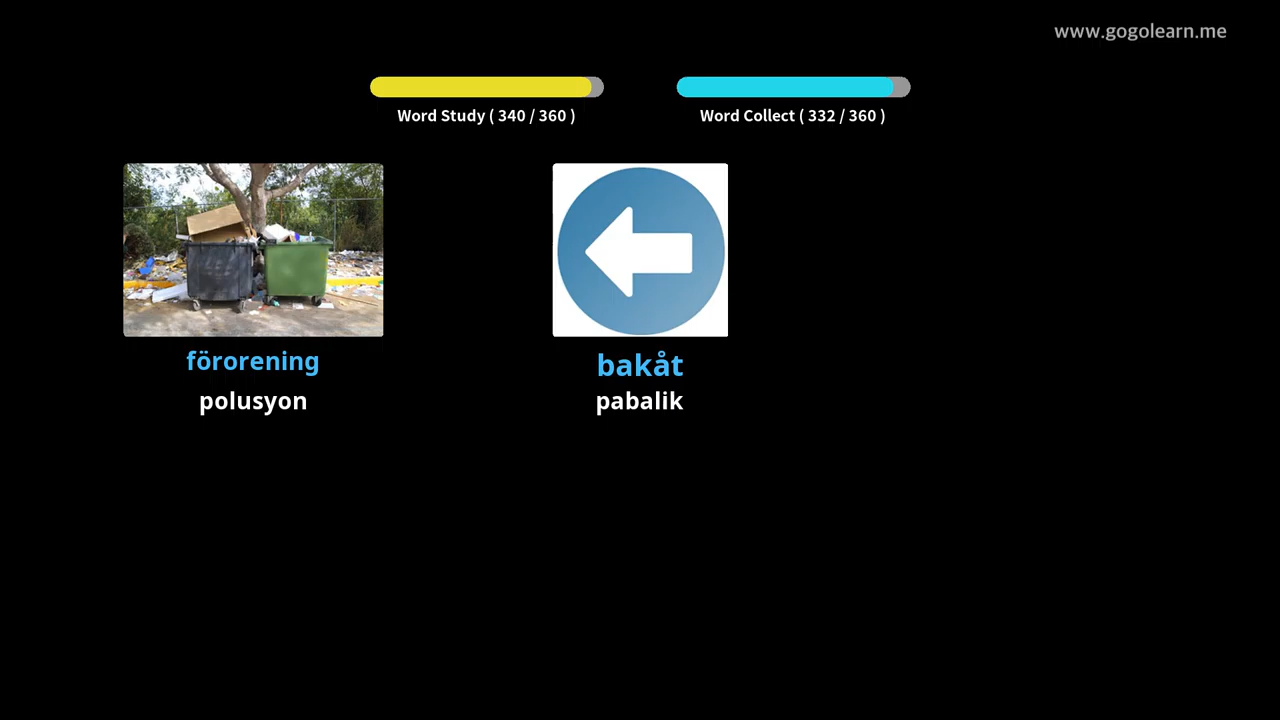 www.gogolearn.me
Word Study ( 340 / 360 )
Word Collect ( 332 / 360 )
förorening
polusyon
bakåt
pabalik